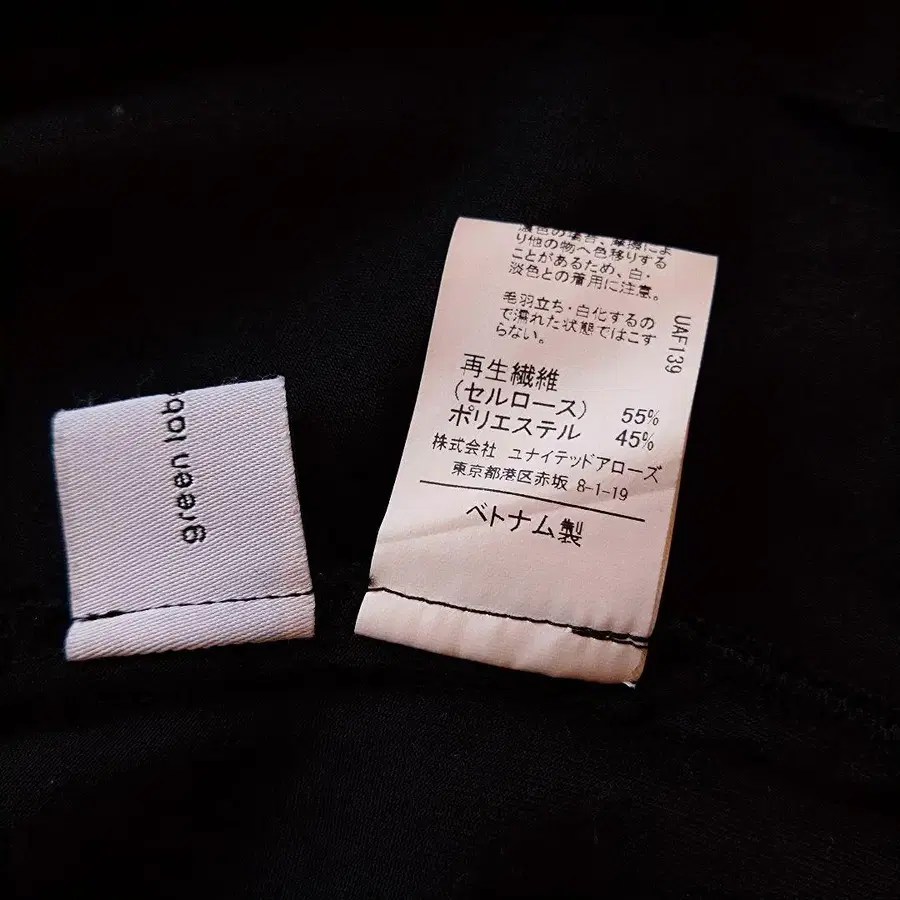 green lab
濃色の場合、摩擦によ
り他の物へ色移りする
ことがあるため、白・
淡色との着用に注意。
毛羽立ち・白化するの
で濡れた状態ではこす
らない。
UAF139
再生繊維
(セルロース) 55%
ポリエステル 45%
株式会社 ユナイテッドアローズ
東京都港区赤坂 8-1-19
ベトナム製